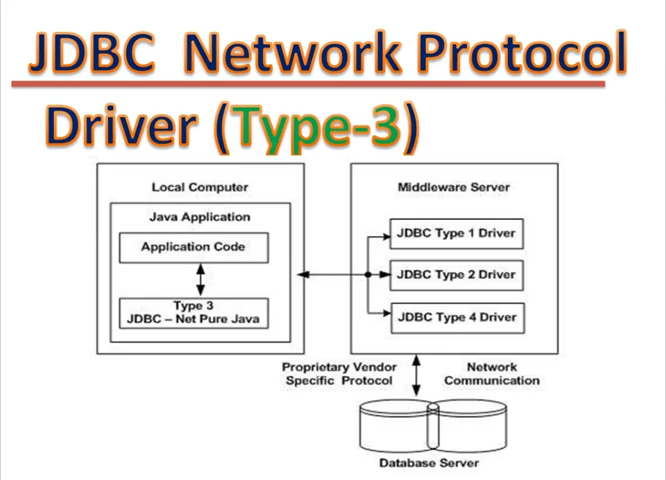 JDBC Network Protocol
Driver (Type-3)
Local Computer
Java Application
Application Code
Type 3
JDBC – Net Pure Java
Middleware Server
JDBC Type 1 Driver
JDBC Type 2 Driver
JDBC Type 4 Driver
Proprietary Vendor
Specific Protocol
Network
Communication
Database Server